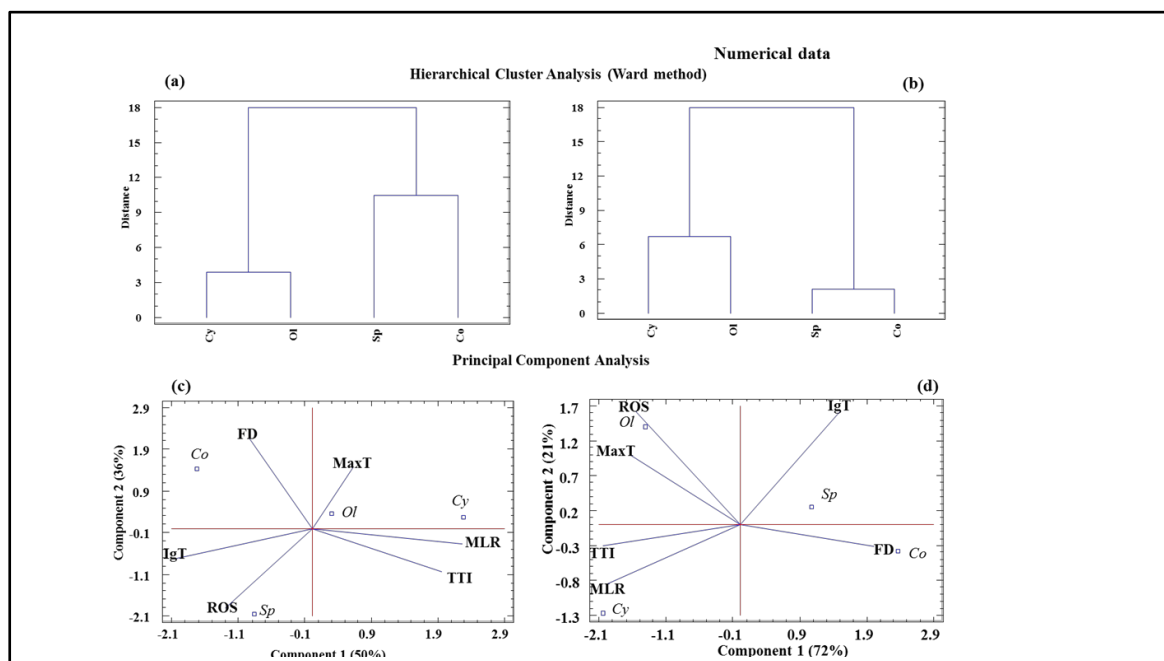 Numerical data
(a)
Hierarchical Cluster Analysis (Ward method)
(b)
18
15
12
9
6
3
0
Distance
Cy
Ol
Sp
Co
18
15
12
9
6
3
0
Distance
Cy
Ol
Sp
Co
Principal Component Analysis
(c)
2.9
1.9
0.9
-0.1
-1.1
-2.1
Component 2 (36%)
FD
Co
MaxT
Ol
Cy
MLR
IgT
TTI
ROS
Sp
-2.1 -1.1 -0.1 0.9 1.9 2.9
Component 1 (50%)
(d)
1.7
1.2
0.7
0.2
-0.3
-0.8
-1.3
Component 2 (21%)
ROS
IgT
Ol
MaxT
Sp
TTI
FD
Co
MLR
Cy
-2.1 -1.1 -0.1 0.9 1.9 2.9
Component 1 (72%)